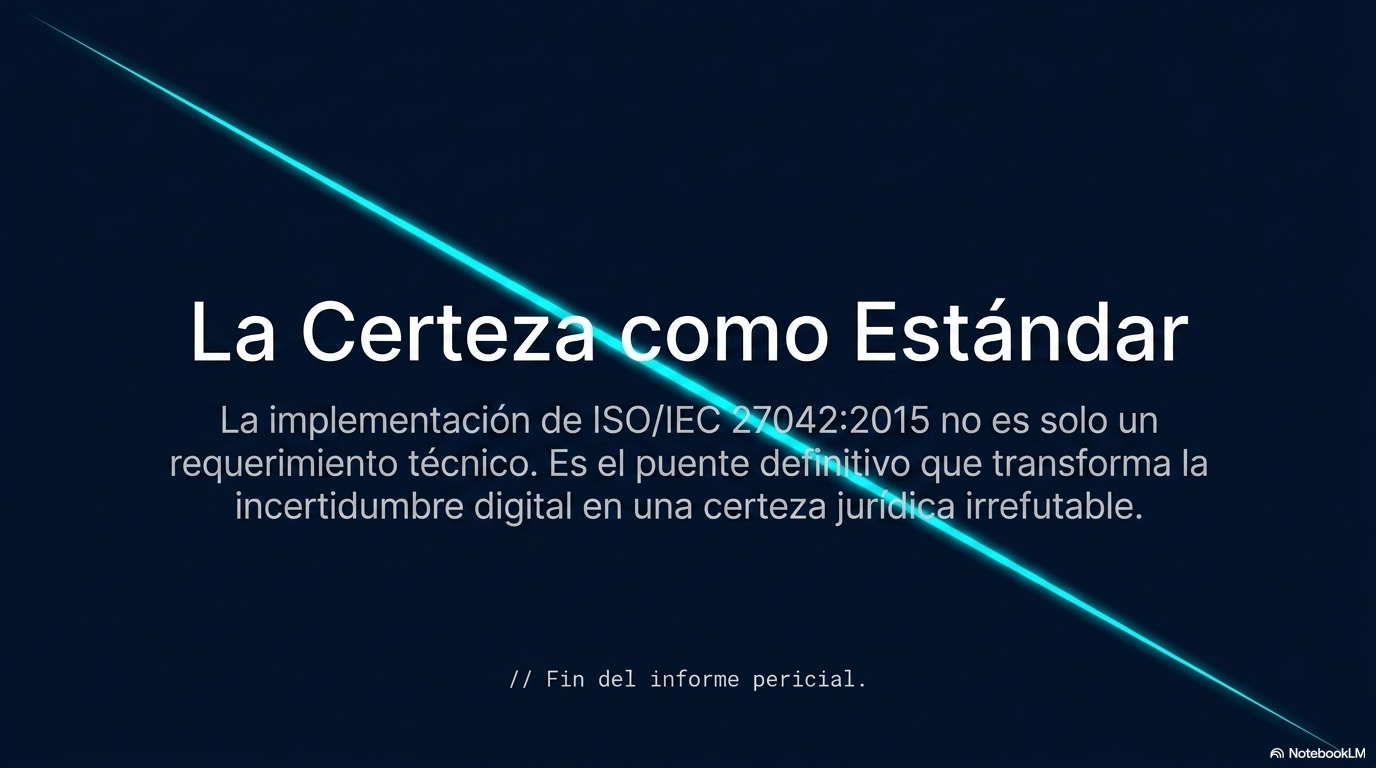 La Certeza como Estándar
La implementación de ISO/IEC 27042:2015 no es solo un
requerimiento técnico. Es el puente definitivo que transforma la
incertidumbre digital en una certeza jurídica irrefutable.
// Fin del informe pericial.
NotebookLM